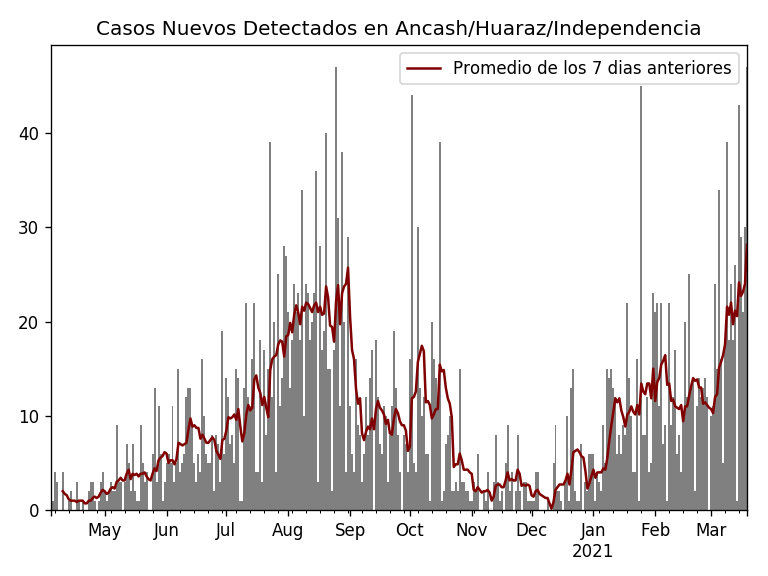 Casos Nuevos Detectados en Ancash/Huaraz/Independencia
Promedio de los 7 dias anteriores
40
30
20
10
0
May Jun Jul Aug Sep Oct Nov Dec Jan Feb Mar
2021